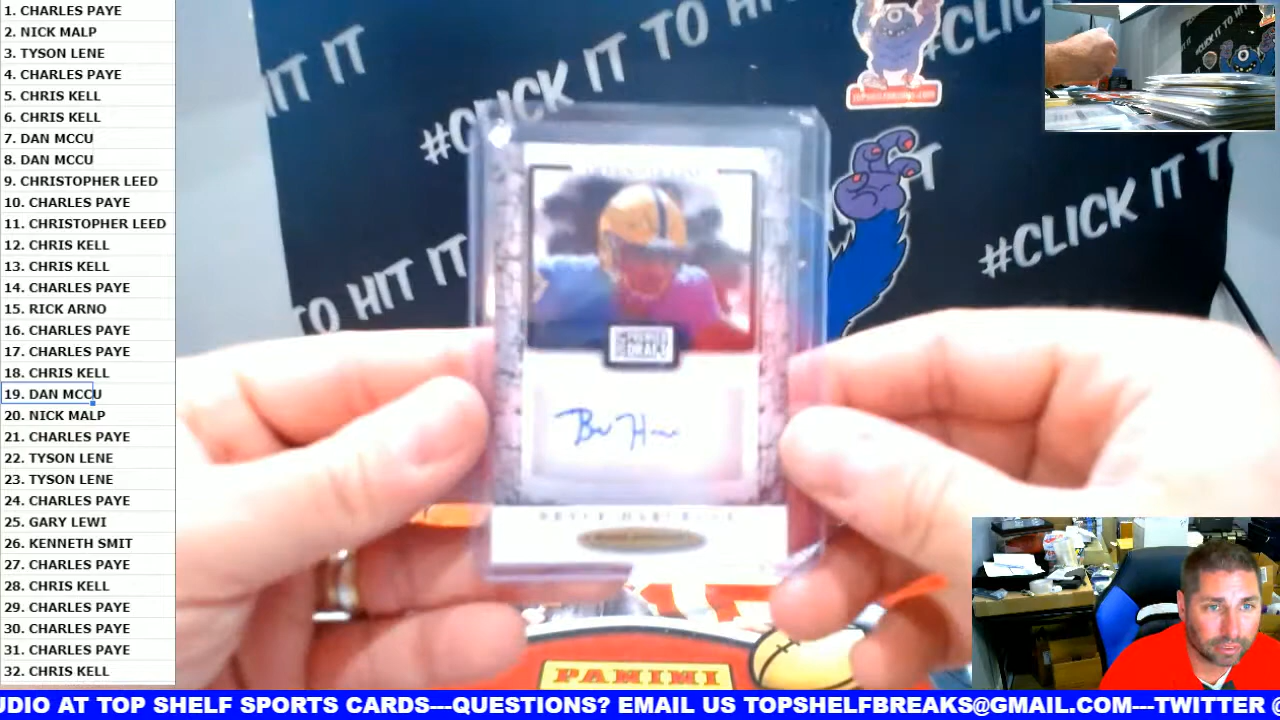 1. CHARLES PAYE
2. NICK MALP
3. TYSON LENE
4. CHARLES PAYE
5. CHRIS KELL
6. CHRIS KELL
7. DAN MCCU
8. DAN MCCU
9. CHRISTOPHER LEED
10. CHARLES PAYE
11. CHRISTOPHER LEED
12. CHRIS KELL
13. CHRIS KELL
14. CHARLES PAYE
15. RICK ARNO
16. CHARLES PAYE
17. CHARLES PAYE
18. CHRIS KELL
19. DAN MCCU
20. NICK MALP
21. CHARLES PAYE
22. TYSON LENE
23. TYSON LENE
24. CHARLES PAYE
25. GARY LEWI
26. KENNETH SMIT
27. CHARLES PAYE
28. CHRIS KELL
29. CHARLES PAYE
30. CHARLES PAYE
31. CHARLES PAYE
32. CHRIS KELL
HIT IT
#CLICK IT TO HIT IT
#CLICK
TO HIT IT
#CLICK IT T
DRAFT
PANINI
UDIO AT TOP SHELF SPORTS CARDS---QUESTIONS? EMAIL US TOPSHELFBREAKS@GMAIL.COM---TWITTER @